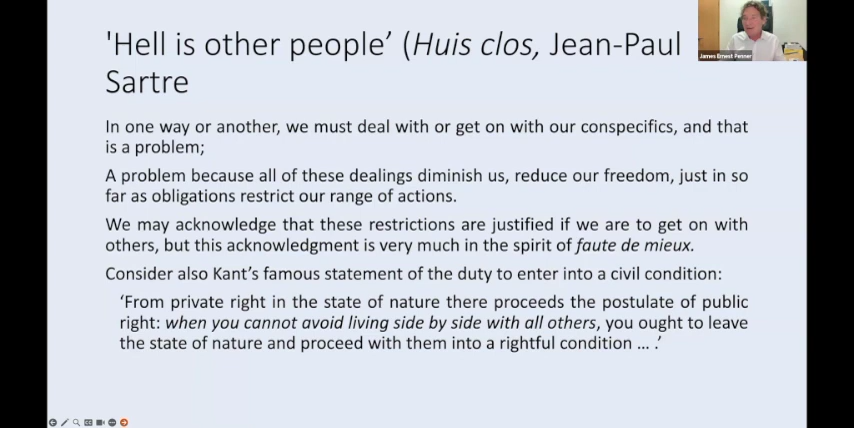 'Hell is other people’ (Huis clos, Jean-Paul
Sartre
James Ernest Penner
In one way or another, we must deal with or get on with our conspecifics, and that
is a problem;
A problem because all of these dealings diminish us, reduce our freedom, just in so
far as obligations restrict our range of actions.
We may acknowledge that these restrictions are justified if we are to get on with
others, but this acknowledgment is very much in the spirit of faute de mieux.
Consider also Kant’s famous statement of the duty to enter into a civil condition:
‘From private right in the state of nature there proceeds the postulate of public
right: when you cannot avoid living side by side with all others, you ought to leave
the state of nature and proceed with them into a rightful condition ... .’